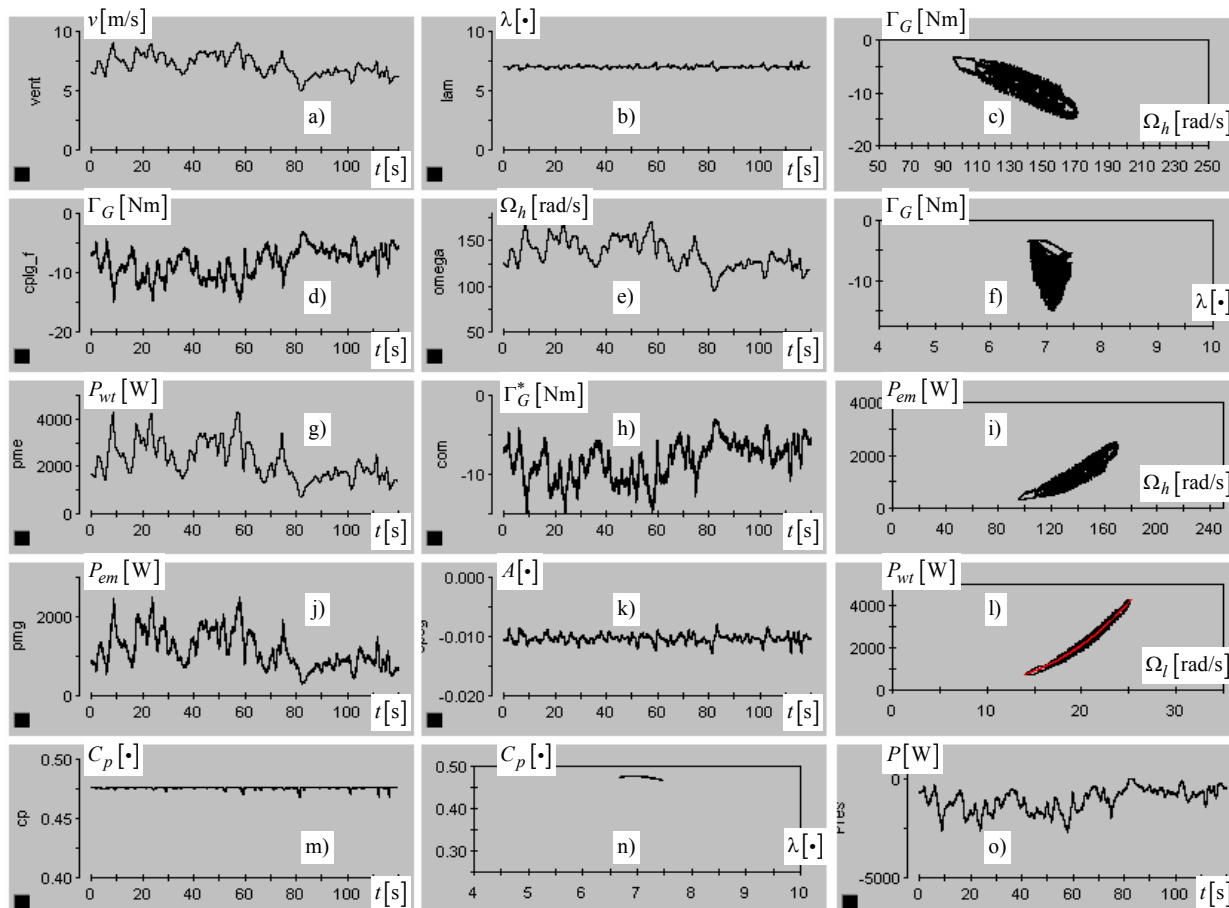 v[m/s]
10
5
0
vent
a)
0 20 40 60 80 100
t[s]
λ[•]
10
5
0
lam
b)
0 20 40 60 80 100
t[s]
Γ_G[Nm]
0
-10
-20
c)
Ω_h[rad/s]
50 70 90 110 130 150 170 190 210 230 250
Γ_G[Nm]
-0
-10
-20
cplg_f
d)
0 20 40 60 80 100
t[s]
Ω_h[rad/s]
150
100
50
omega
e)
0 20 40 60 80 100
t[s]
Γ_G[Nm]
0
-10
f)
λ[•]
4 5 6 7 8 9 10
P_wt[W]
4000
2000
0
pme
g)
0 20 40 60 80 100
t[s]
Γ*_G[Nm]
0
-10
com
h)
0 20 40 60 80 100
t[s]
P_em[W]
4000
2000
0
i)
Ω_h[rad/s]
0 40 80 120 160 200 240
P_em[W]
2000
0
pmg
j)
0 20 40 60 80 100
t[s]
A[•]
0.000
-0.010
-0.020
k)
0 20 40 60 80 100
t[s]
P_wt[W]
4000
2000
0
l)
Ω_l[rad/s]
0 10 20 30
C_p[•]
0.50
0.45
0.40
cp
m)
0 20 40 60 80 100
t[s]
C_p[•]
0.50
0.40
0.30
n)
λ[•]
4 5 6 7 8 9 10
P[W]
0
-5000
Pres
o)
0 20 40 60 80 100
t[s]